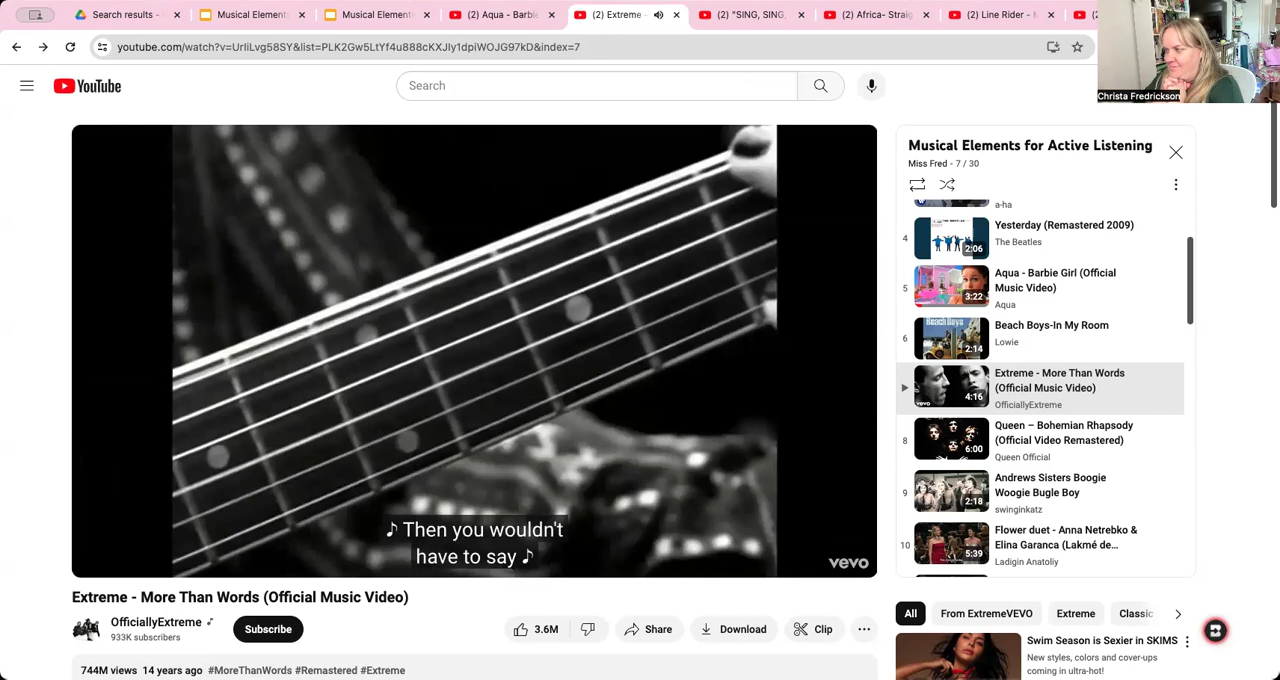 Search results -
Musical Element
Musical Element
(2) Aqua - Barbie
(2) Extreme -
(2) "SING, SING,
(2) Africa- Straig
(2) Line Rider - M
youtube.com/watch?v=UrIiLvg58SY&list=PLK2Gw5LtYf4u888cKXJIy1dpiWOJG97kD&index=7
YouTube
Search
Christa Fredrickson
♪ Then you wouldn't
have to say ♪
vevo
Extreme - More Than Words (Official Music Video)
OfficiallyExtreme
933K subscribers
Subscribe
3.6M
Share
Download
Clip
744M views 14 years ago #MoreThanWords #Remastered #Extreme
Musical Elements for Active Listening
Miss Fred - 7 / 30
a-ha
4
2:06
Yesterday (Remastered 2009)
The Beatles
5
3:22
Aqua - Barbie Girl (Official
Music Video)
Aqua
6
2:14
Beach Boys-In My Room
Lowie
4:16
Extreme - More Than Words
(Official Music Video)
OfficiallyExtreme
8
6:00
Queen – Bohemian Rhapsody
(Official Video Remastered)
Queen Official
9
2:18
Andrews Sisters Boogie
Woogie Bugle Boy
swinginkatz
10
5:39
Flower duet - Anna Netrebko &
Elina Garanca (Lakmé de...
Ladigin Anatoliy
All
From ExtremeVEVO
Extreme
Classic
Swim Season is Sexier in SKIMS
New styles, colors and cover-ups
coming in ultra-hot!